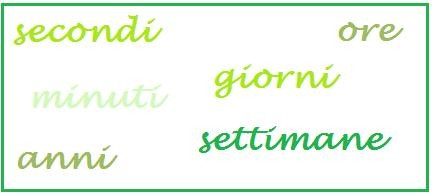 secondi
ore
minuti
giorni
anni
settimane